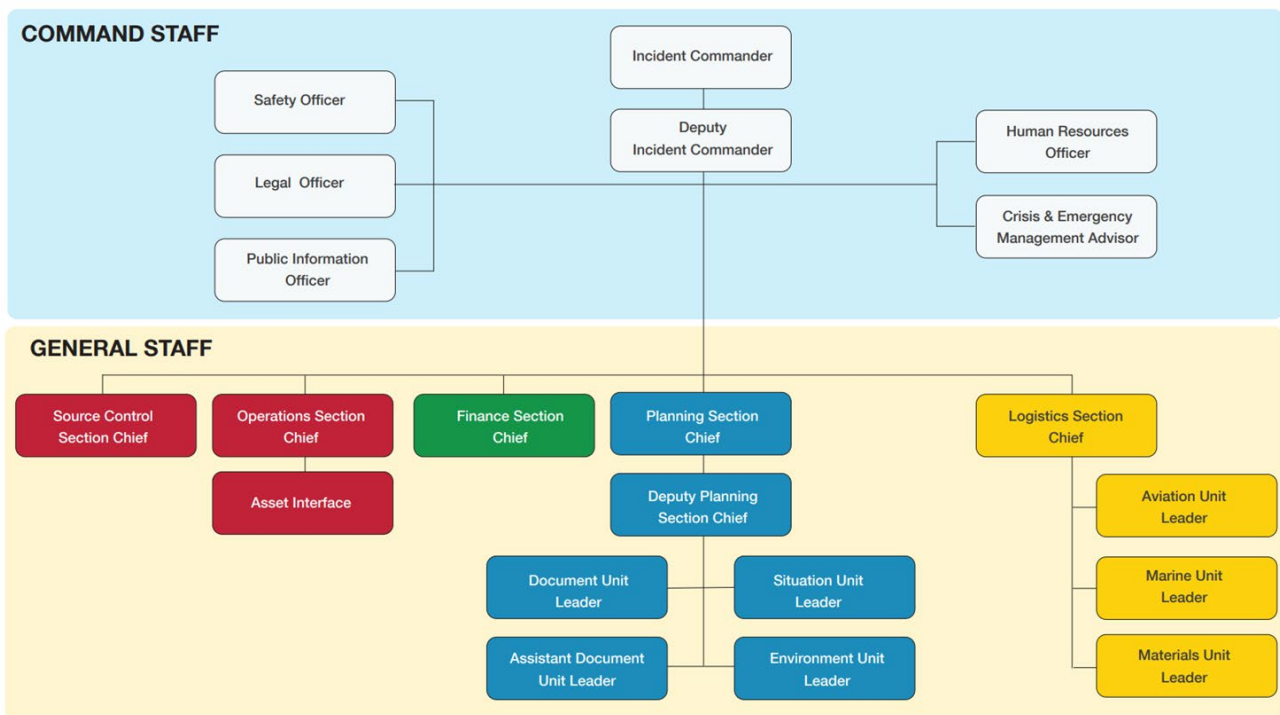 COMMAND STAFF
Incident Commander
Safety Officer
Deputy
Incident Commander
Human Resources
Officer
Legal Officer
Crisis & Emergency
Management Advisor
Public Information
Officer
GENERAL STAFF
Source Control
Section Chief
Operations Section
Chief
Finance Section
Chief
Planning Section
Chief
Logistics Section
Chief
Asset Interface
Deputy Planning
Section Chief
Aviation Unit
Leader
Document Unit
Leader
Situation Unit
Leader
Marine Unit
Leader
Assistant Document
Unit Leader
Environment Unit
Leader
Materials Unit
Leader